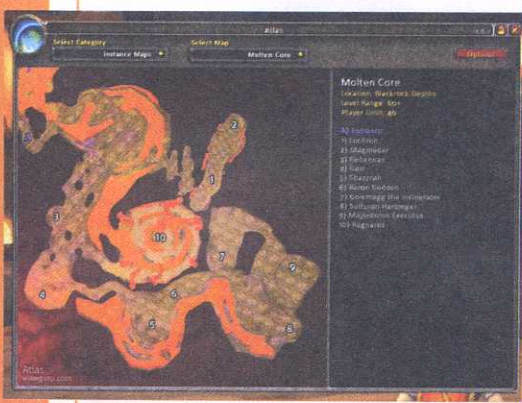 Atlas
Select Category
Select Map
Instance Maps
Molten Core
Options
Molten Core
Location: Blackrock Depths
Level Range: 60+
Player Limit: 40
A) Entrance
1) Lucifron
2) Magmadar
3) Gehennas
4) Garr
5) Shazzrah
6) Baron Geddon
7) Golemagg the Incinerator
8) Sulfuron Harbinger
9) Majordomo Executus
10) Ragnaros
A
2
1
3
10
7
9
4
6
5
8
Atlas